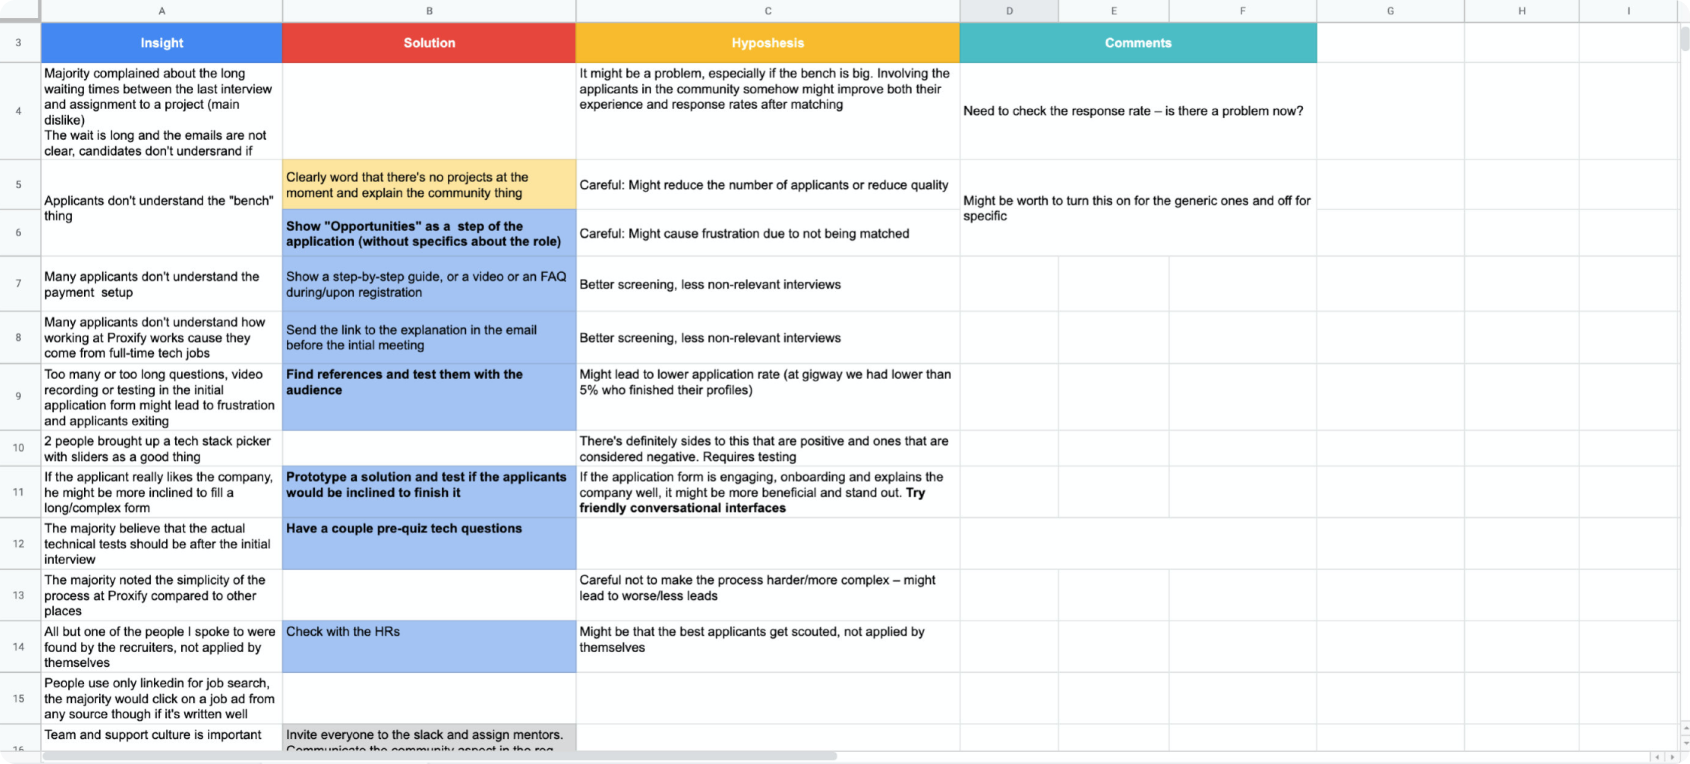 A B C D E F G H I
3 Insight Solution Hyposhesis Comments
4
Majority complained about the long
waiting times between the last interview
and assignment to a project (main
dislike)
The wait is long and the emails are not
clear, candidates don't undersrand if
It might be a problem, especially if the bench is big. Involving the
applicants in the community somehow might improve both their
experience and response rates after matching
Need to check the response rate – is there a problem now?
5
Applicants don't understand the "bench"
thing
Clearly word that there's no projects at the
moment and explain the community thing
Careful: Might reduce the number of applicants or reduce quality
Might be worth to turn this on for the generic ones and off for
specific
6
Show "Opportunities" as a  step of the
application (without specifics about the role)
Careful: Might cause frustration due to not being matched
7
Many applicants don't understand the
payment  setup
Show a step-by-step guide, or a video or an FAQ
during/upon registration
Better screening, less non-relevant interviews
8
Many applicants don't understand how
working at Proxify works cause they
come from full-time tech jobs
Send the link to the explanation in the email
before the intial meeting
Better screening, less non-relevant interviews
9
Too many or too long questions, video
recording or testing in the initial
application form might lead to frustration
and applicants exiting
Find references and test them with the
audience
Might lead to lower application rate (at gigway we had lower than
5% who finished their profiles)
10
2 people brought up a tech stack picker
with sliders as a good thing
There's definitely sides to this that are positive and ones that are
considered negative. Requires testing
11
If the applicant really likes the company,
he might be more inclined to fill a
long/complex form
Prototype a solution and test if the applicants
would be inclined to finish it
If the application form is engaging, onboarding and explains the
company well, it might be more beneficial and stand out. Try
friendly conversational interfaces
12
The majority believe that the actual
technical tests should be after the initial
interview
Have a couple pre-quiz tech questions
13
The majority noted the simplicity of the
process at Proxify compared to other
places
Careful not to make the process harder/more complex – might
lead to worse/less leads
14
All but one of the people I spoke to were
found by the recruiters, not applied by
themselves
Check with the HRs
Might be that the best applicants get scouted, not applied by
themselves
15
People use only linkedin for job search,
the majority would click on a job ad from
any source though if it's written well
16
Team and support culture is important
Invite everyone to the slack and assign mentors.
Communicate the community aspect in the reg